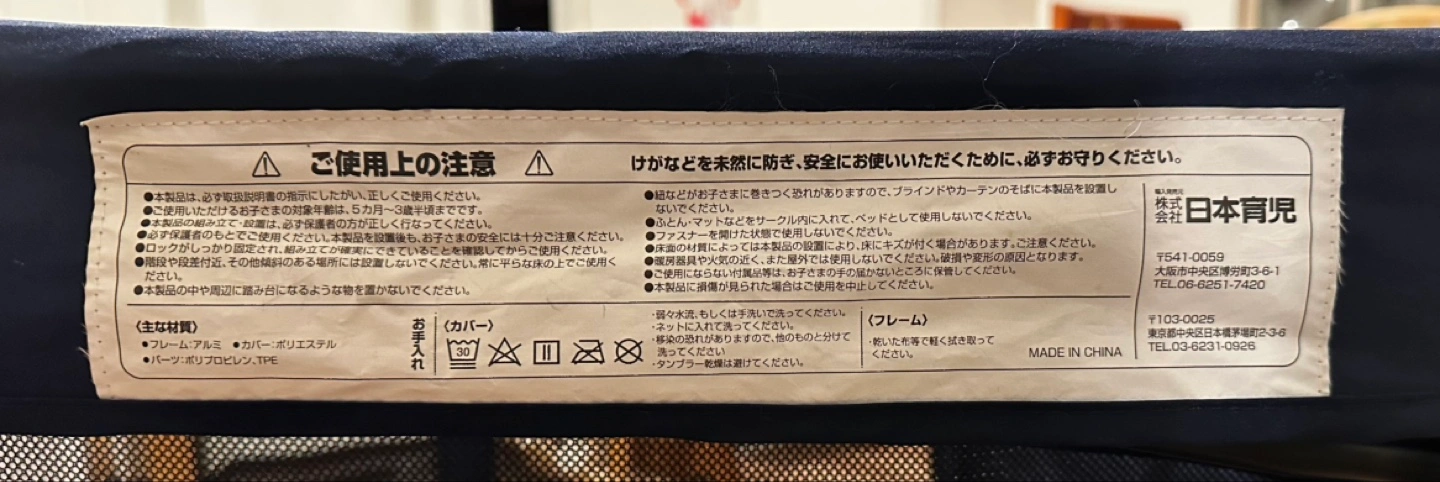 ご使用上の注意
けがなどを未然に防ぎ、安全にお使いいただくために、必ずお守りください。
●本製品は、必ず取扱説明書の指示にしたがい、正しくご使用ください。
●ご使用いただけるお子さまの対象年齢は、5カ月〜3歳半頃までです。
●本製品の組み立て・設置は、必ず保護者の方が正しく行なってください。
●必ず保護者のもとでご使用ください。本製品を設置後も、お子さまの安全には十分ご注意ください。
●ロックがしっかり固定され、組み立てが確実にできていることを確認してからご使用ください。
●階段や段差付近、その他傾斜のある場所には設置しないでください。常に平らな床の上でご使用く
ださい。
●本製品の中や周辺に踏み台になるような物を置かないでください。
●紐などがお子さまに巻きつく恐れがありますので、ブラインドやカーテンのそばに本製品を設置し
ないでください。
●ふとん・マットなどをサークル内に入れて、ベッドとして使用しないでください。
●ファスナーを開けた状態で使用しないでください。
●床面の材質によっては本製品の設置により、床にキズが付く場合があります。ご注意ください。
●暖房器具や火気の近く、また屋外では使用しないでください。破損や変形の原因となります。
●ご使用にならない付属品等は、お子さまの手の届かないところに保管してください。
●本製品に損傷が見られた場合はご使用を中止してください。
輸入発売元
株式会社 日本育児
〒541-0059
大阪市中央区博労町3-6-1
TEL.06-6251-7420
〒103-0025
東京都中央区日本橋茅場町2-3-6
TEL.03-6231-0926
〈主な材質〉
●フレーム:アルミ ●カバー:ポリエステル
●パーツ:ポリプロピレン、TPE
お手入れ
〈カバー〉
30
・弱々水流、もしくは手洗いで洗ってください。
・ネットに入れて洗ってください。
・移染の恐れがありますので、他のものと分けて
洗ってください
・タンブラー乾燥は避けてください。
〈フレーム〉
・乾いた布等で軽く拭き取って
ください。
MADE IN CHINA